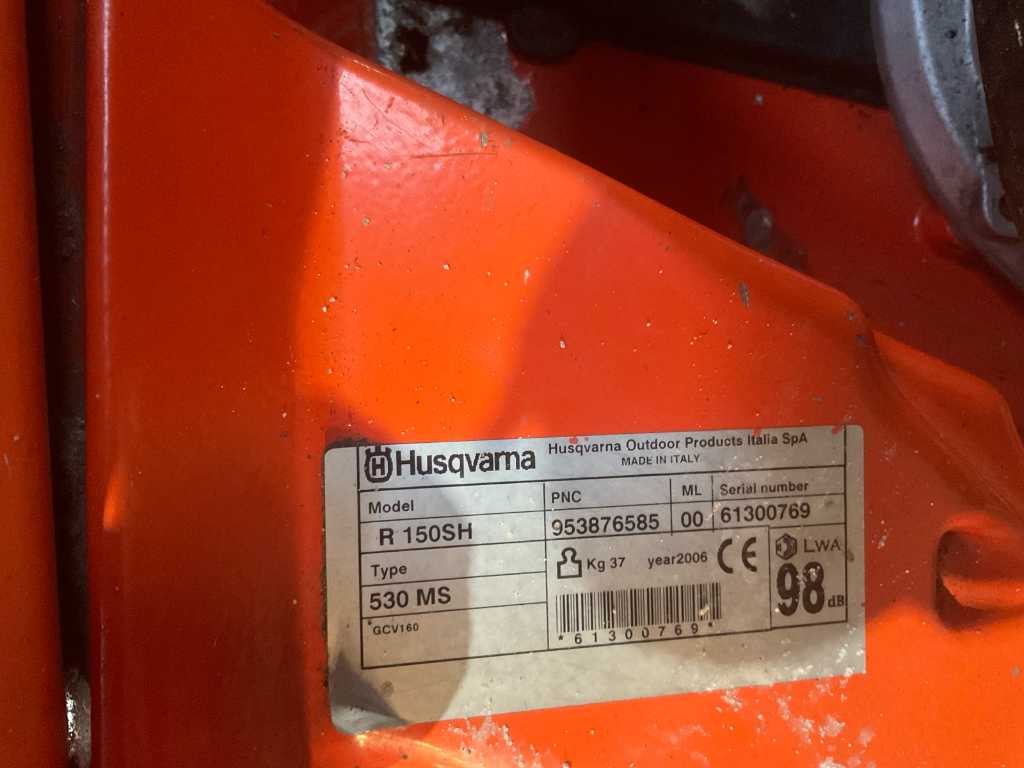 Husqvarna Husqvarna Outdoor Products Italia SpA
MADE IN ITALY
Model PNC ML Serial number
R 150SH 953876585 00 61300769
Type Kg 37 year2006 CE LWA
530 MS 98 dB
*GCV160
*61300769*